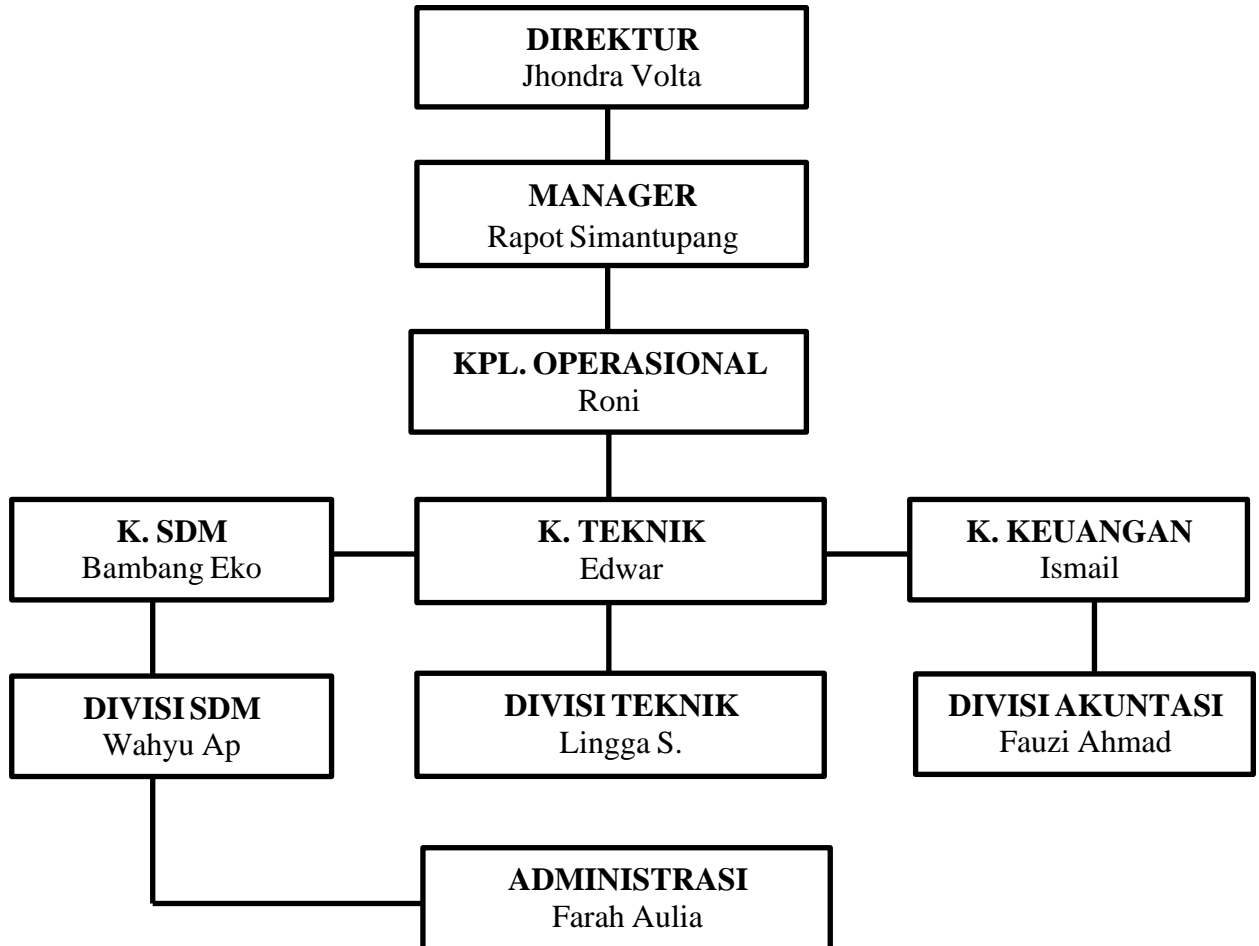 DIREKTUR
Jhondra Volta
MANAGER
Rapot Simantupang
KPL. OPERASIONAL
Roni
K. SDM
Bambang Eko
K. TEKNIK
Edwar
K. KEUANGAN
Ismail
DIVISI SDM
Wahyu Ap
DIVISI TEKNIK
Lingga S.
DIVISI AKUNTASI
Fauzi Ahmad
ADMINISTRASI
Farah Aulia